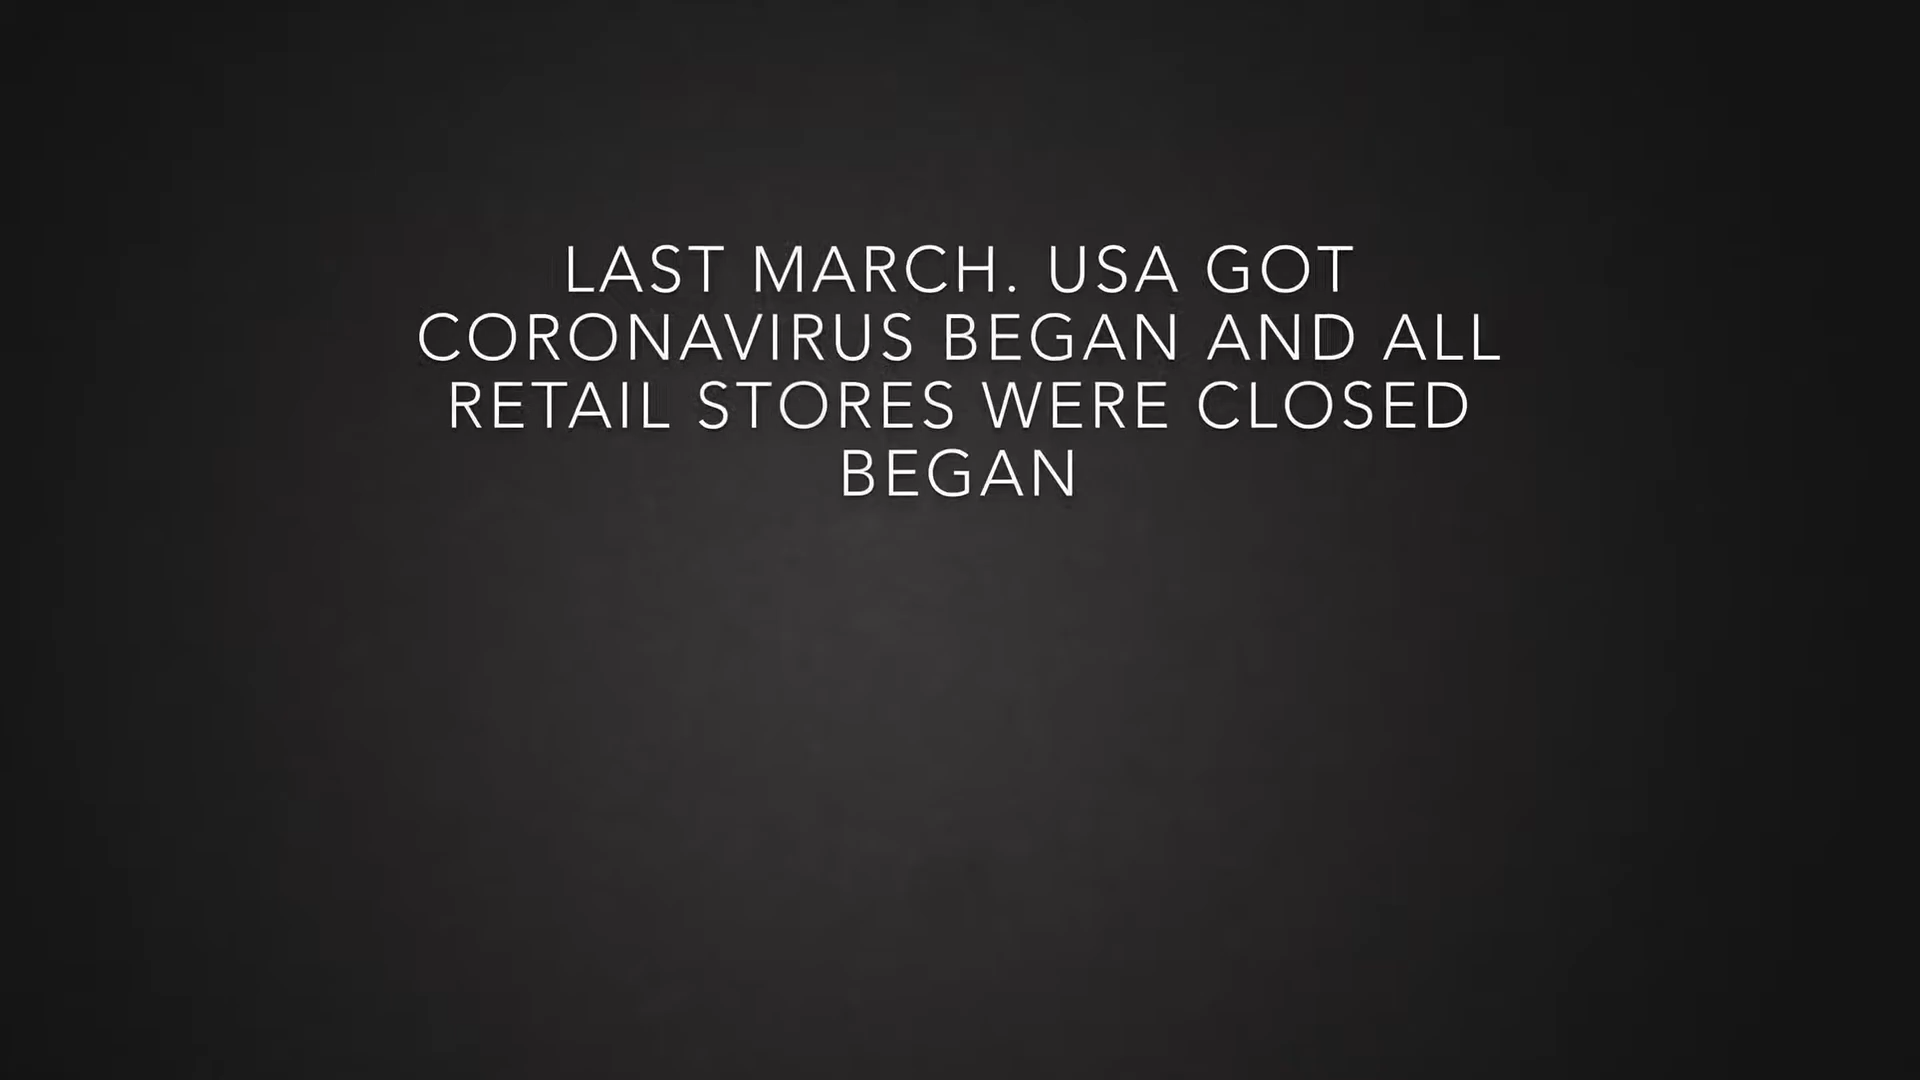 LAST MARCH. USA GOT
CORONAVIRUS BEGAN AND ALL
RETAIL STORES WERE CLOSED
BEGAN